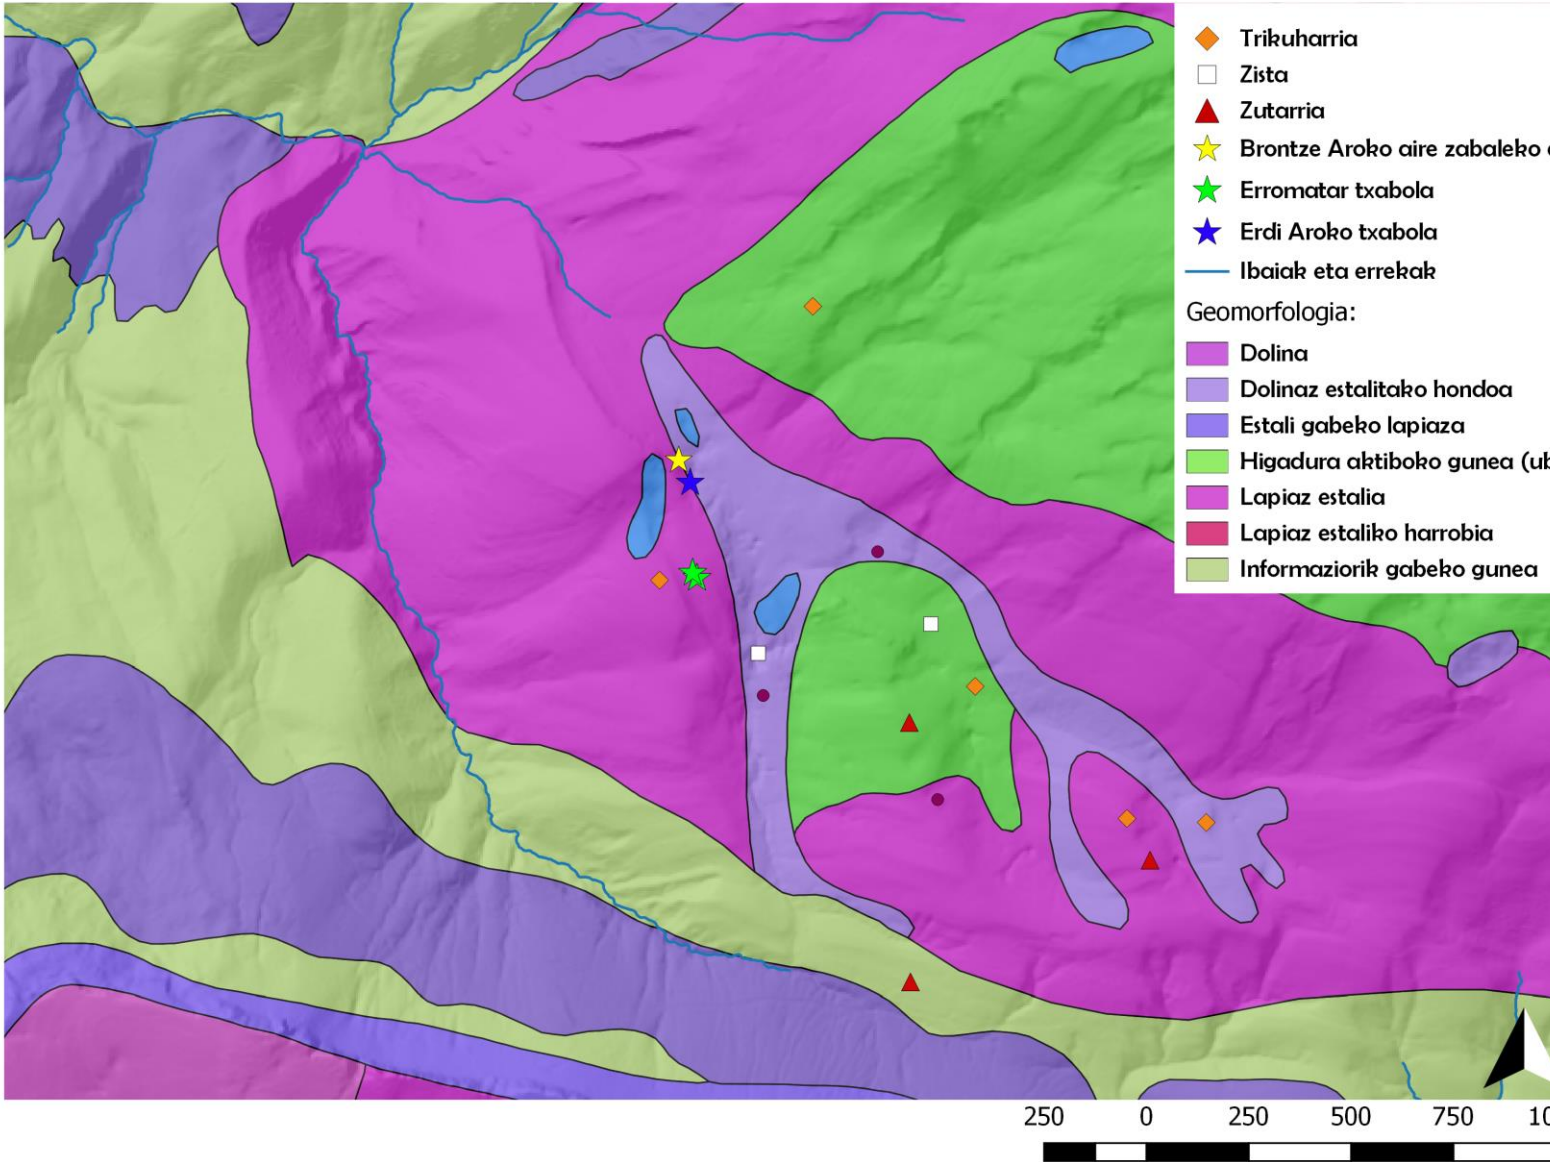 Trikuharria
Zista
Zutarria
Brontze Aroko aire zabaleko
Erromatar txabola
Erdi Aroko txabola
Ibaiak eta errekak
Geomorfologia:
Dolina
Dolinaz estalitako hondoa
Estali gabeko lapiaza
Higadura aktiboko gunea
Lapiaz estalia
Lapiaz estaliko harrobia
Informaziorik gabeko gunea
250 0 250 500 750